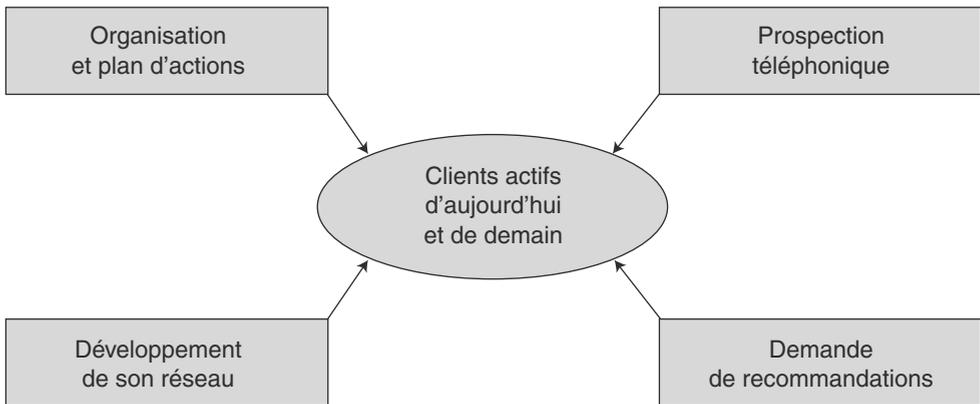 Organisation
et plan d’actions
Prospection
téléphonique
Clients actifs
d’aujourd’hui
et de demain
Développement
de son réseau
Demande
de recommandations